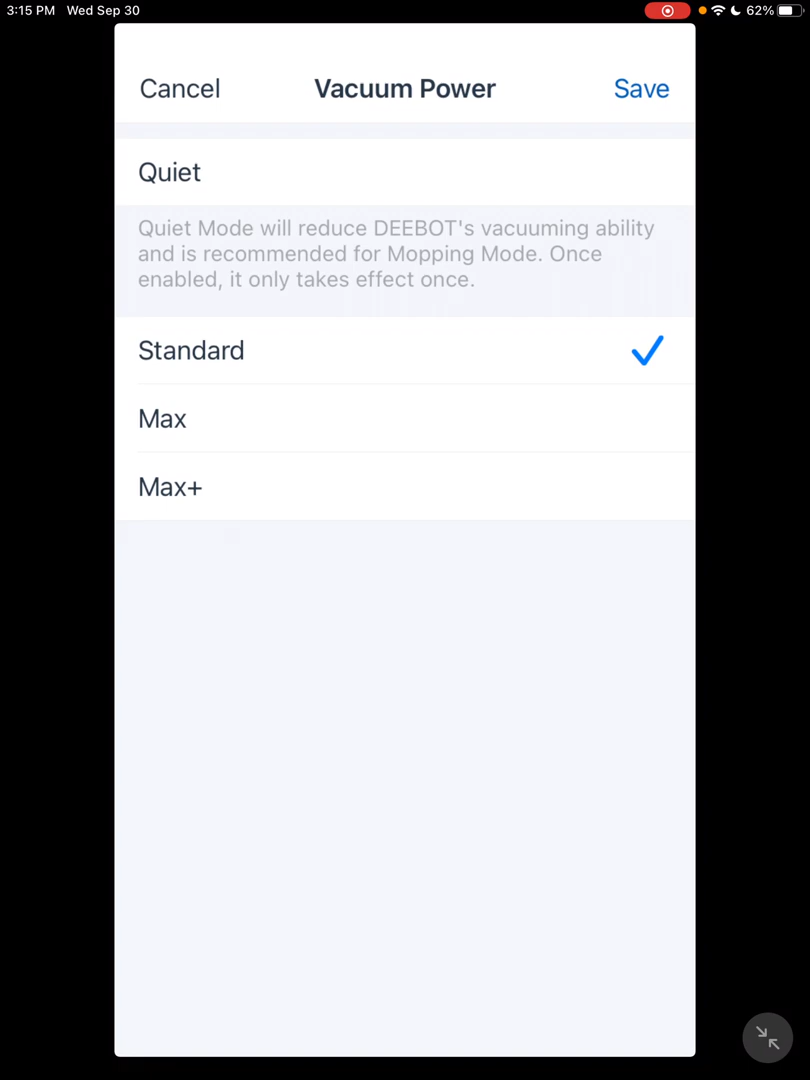 3:15 PM Wed Sep 30 62%
Cancel Vacuum Power Save
Quiet
Quiet Mode will reduce DEEBOT's vacuuming ability
and is recommended for Mopping Mode. Once
enabled, it only takes effect once.
Standard
Max
Max+